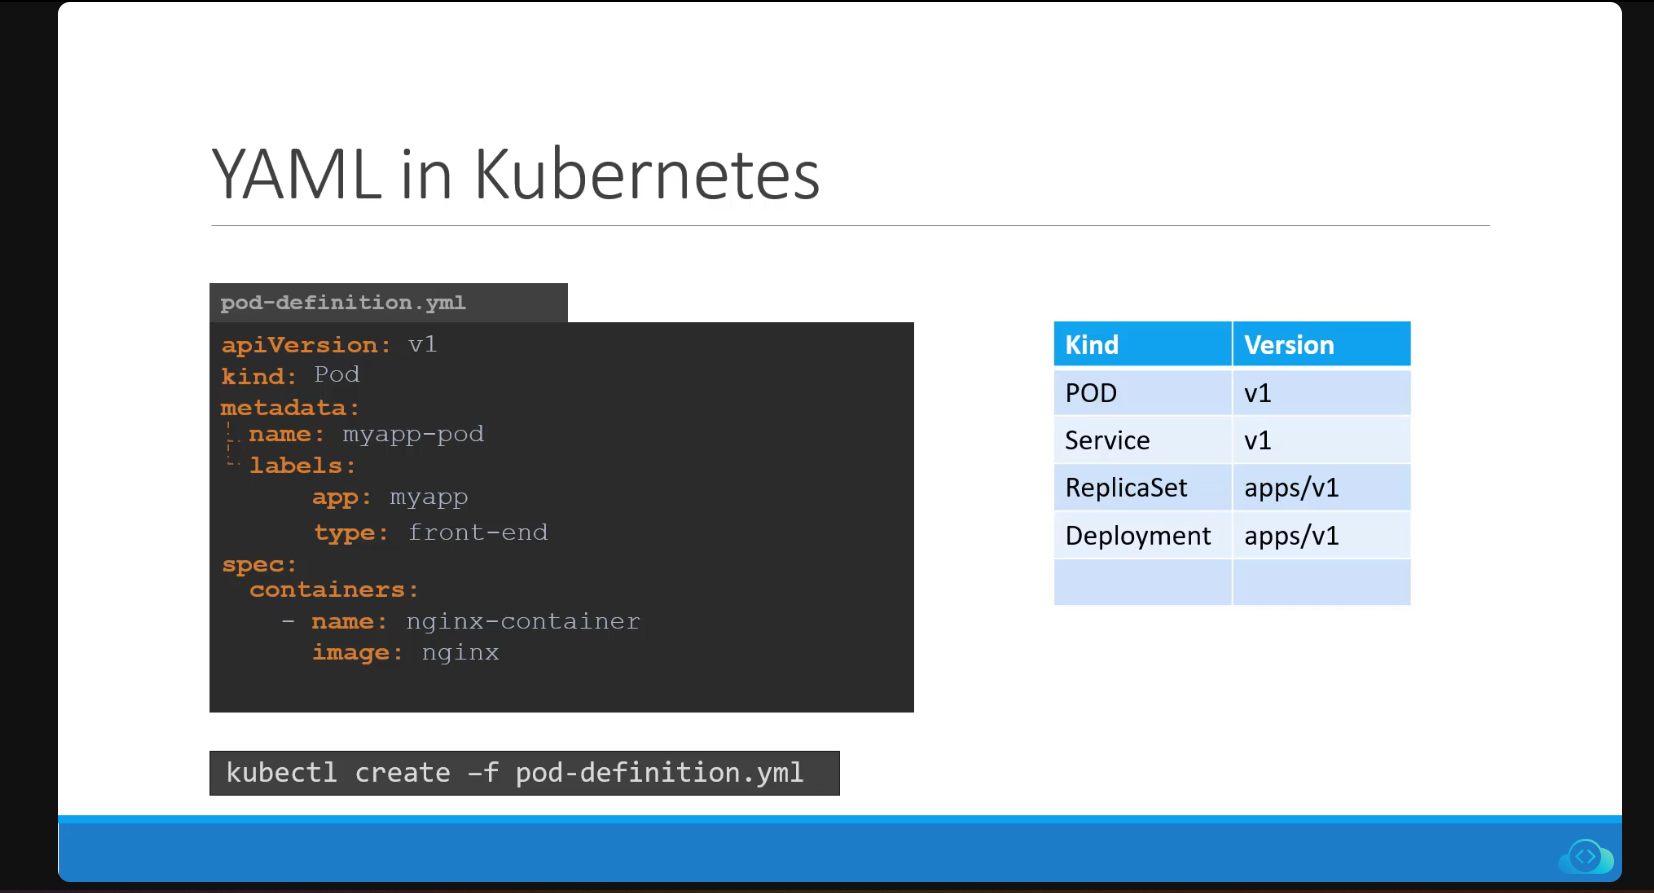 YAML in Kubernetes
pod-definition.yml
apiVersion: v1
kind: Pod
metadata:
name: myapp-pod
labels:
app: myapp
type: front-end
spec:
containers:
- name: nginx-container
image: nginx
kubectl create –f pod-definition.yml
Kind Version
POD v1
Service v1
ReplicaSet apps/v1
Deployment apps/v1